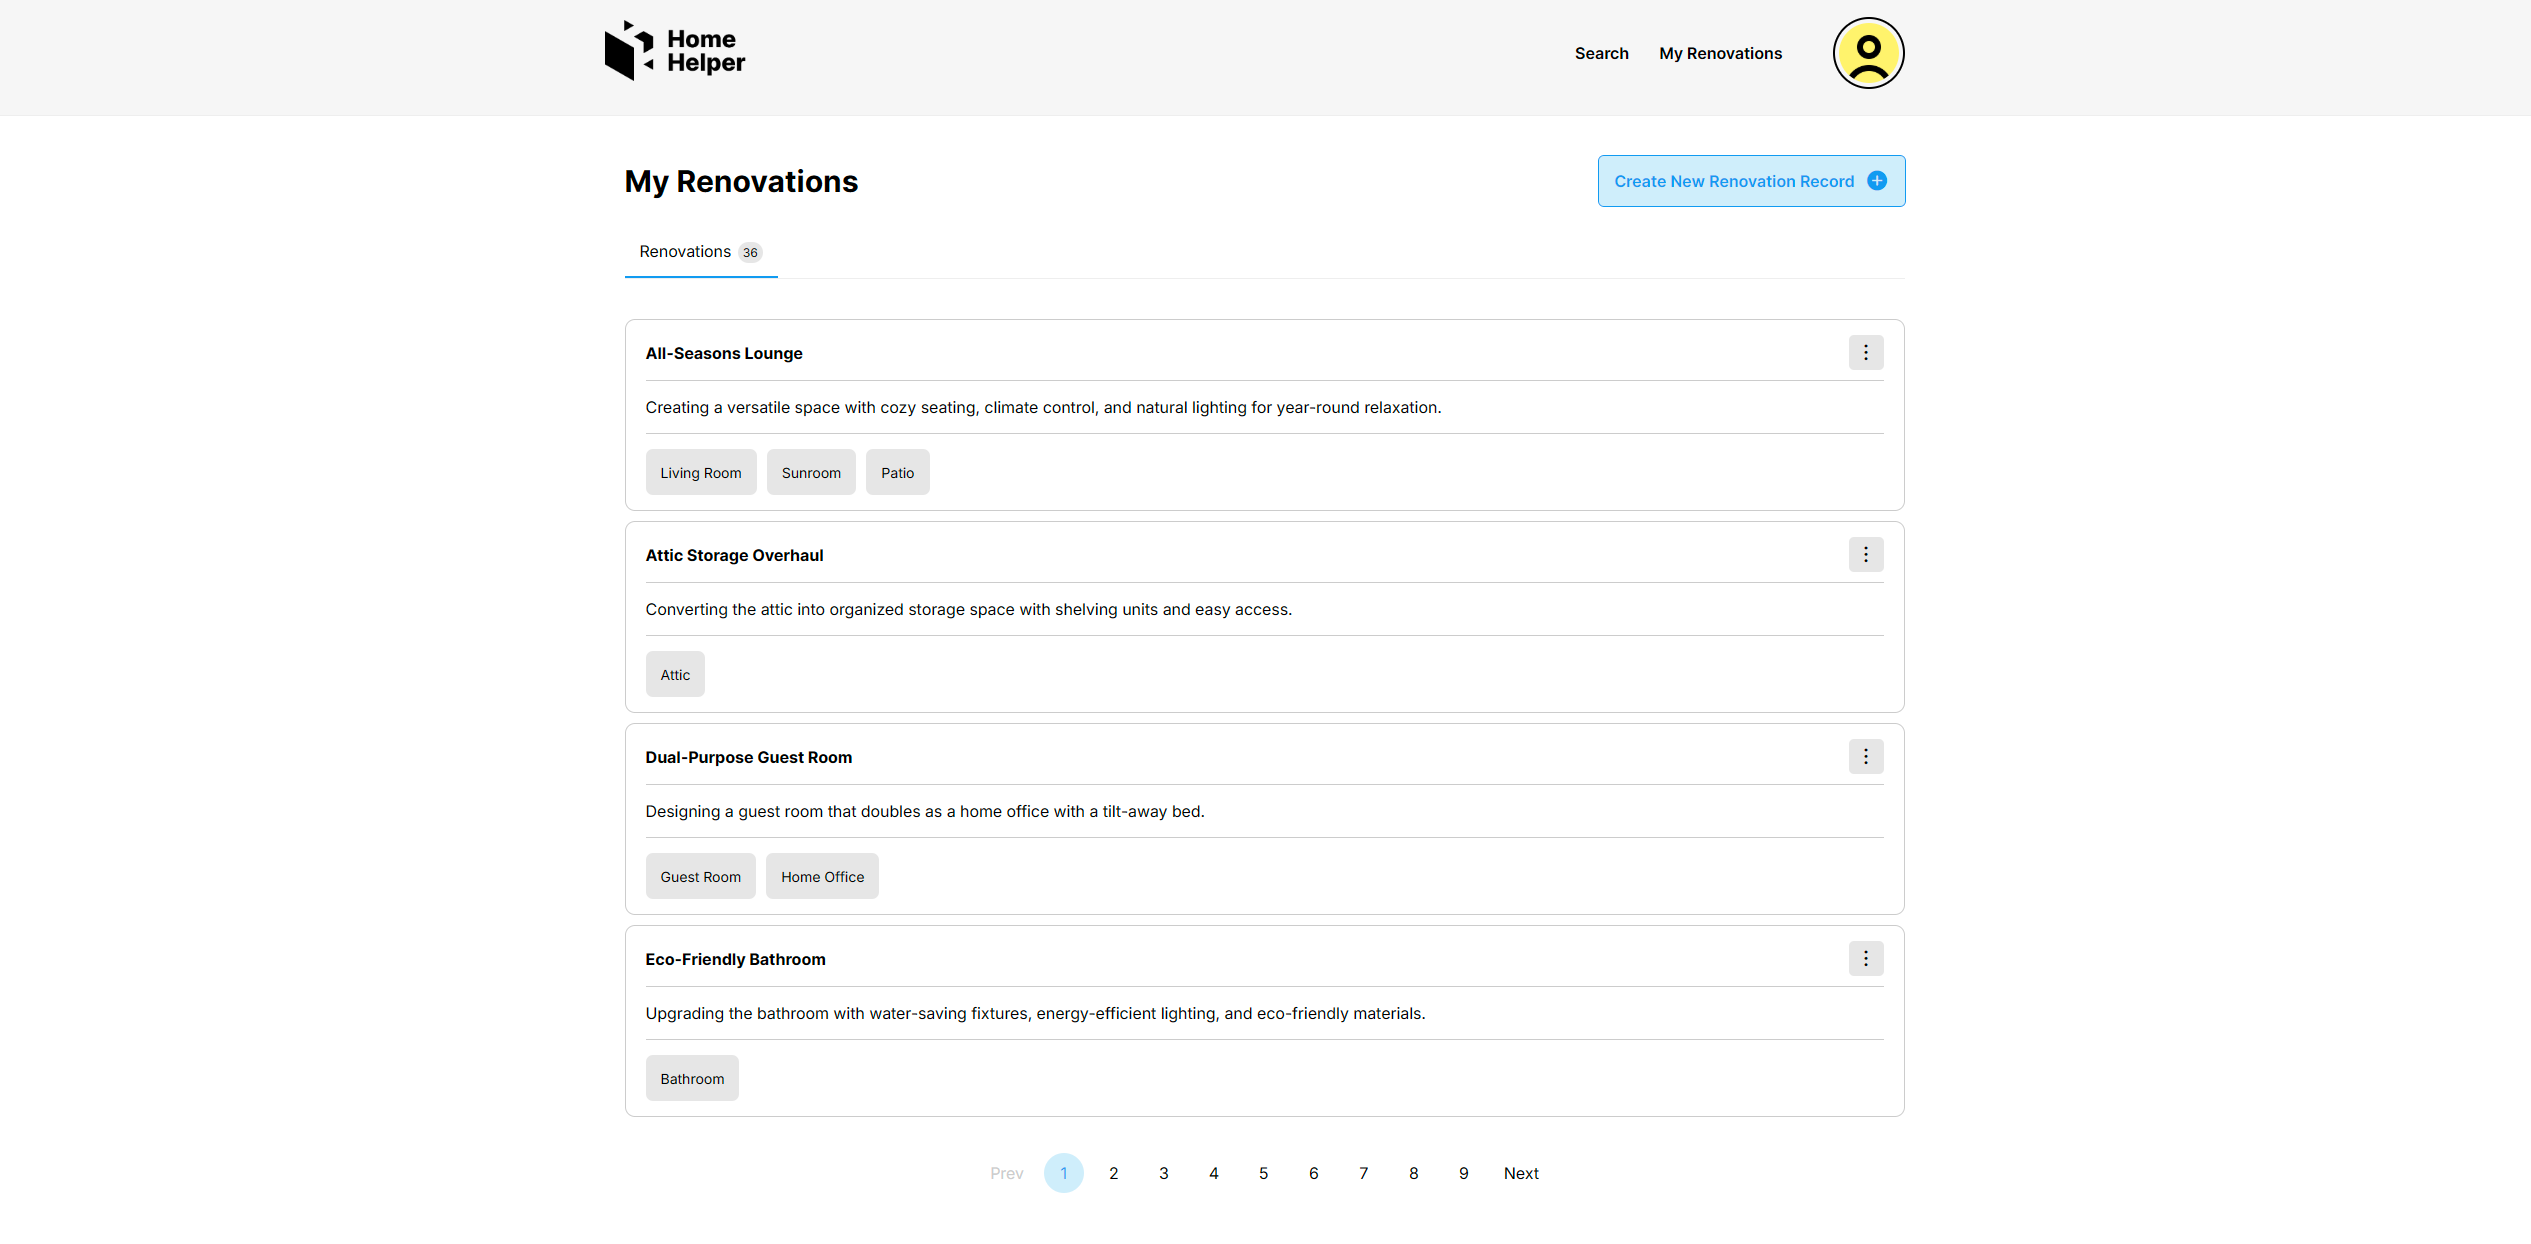 Home
Helper
Search
My Renovations
My Renovations
Create New Renovation Record
Renovations 36
All-Seasons Lounge
Creating a versatile space with cozy seating, climate control, and natural lighting for year-round relaxation.
Living Room Sunroom Patio
Attic Storage Overhaul
Converting the attic into organized storage space with shelving units and easy access.
Attic
Dual-Purpose Guest Room
Designing a guest room that doubles as a home office with a tilt-away bed.
Guest Room Home Office
Eco-Friendly Bathroom
Upgrading the bathroom with water-saving fixtures, energy-efficient lighting, and eco-friendly materials.
Bathroom
Prev 1 2 3 4 5 6 7 8 9 Next